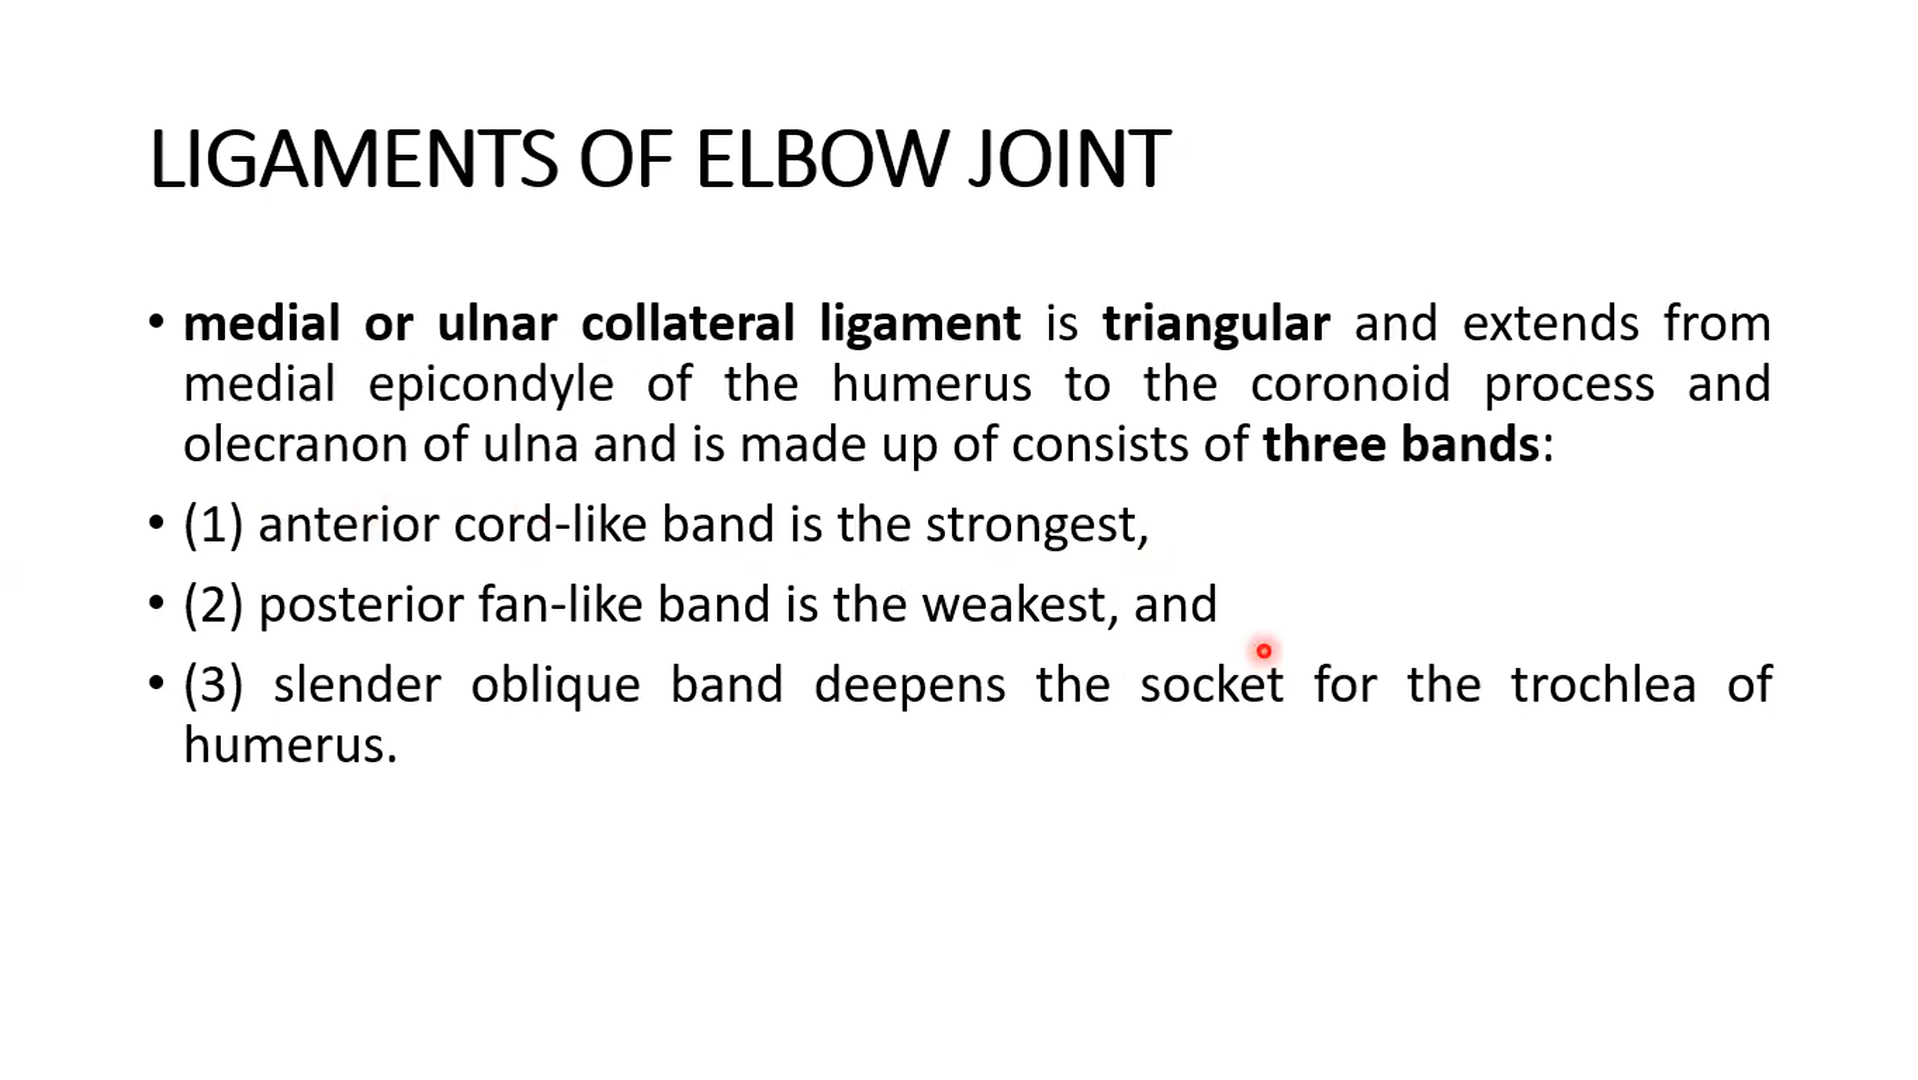 LIGAMENTS OF ELBOW JOINT
• medial or ulnar collateral ligament is triangular and extends from
medial epicondyle of the humerus to the coronoid process and
olecranon of ulna and is made up of consists of three bands:
• (1) anterior cord-like band is the strongest,
• (2) posterior fan-like band is the weakest, and
• (3) slender oblique band deepens the socket for the trochlea of
humerus.